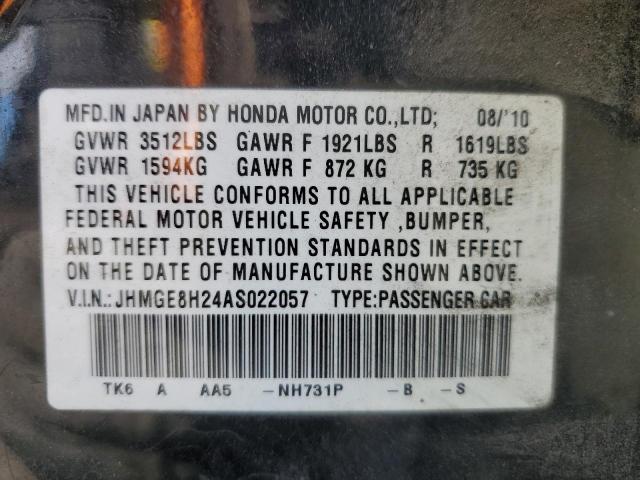 MFD.IN JAPAN BY HONDA MOTOR CO.,LTD; 08/'10
GVWR 3512LBS GAWR F 1921LBS R 1619LBS
GVWR 1594KG GAWR F 872 KG R 735 KG
THIS VEHICLE CONFORMS TO ALL APPLICABLE
FEDERAL MOTOR VEHICLE SAFETY ,BUMPER,
AND THEFT PREVENTION STANDARDS IN EFFECT
ON THE DATE OF MANUFACTURE SHOWN ABOVE.
V.I.N.: JHMGE8H24AS022057 TYPE:PASSENGER CAR
TK6 A AA5 -NH731P -B -S